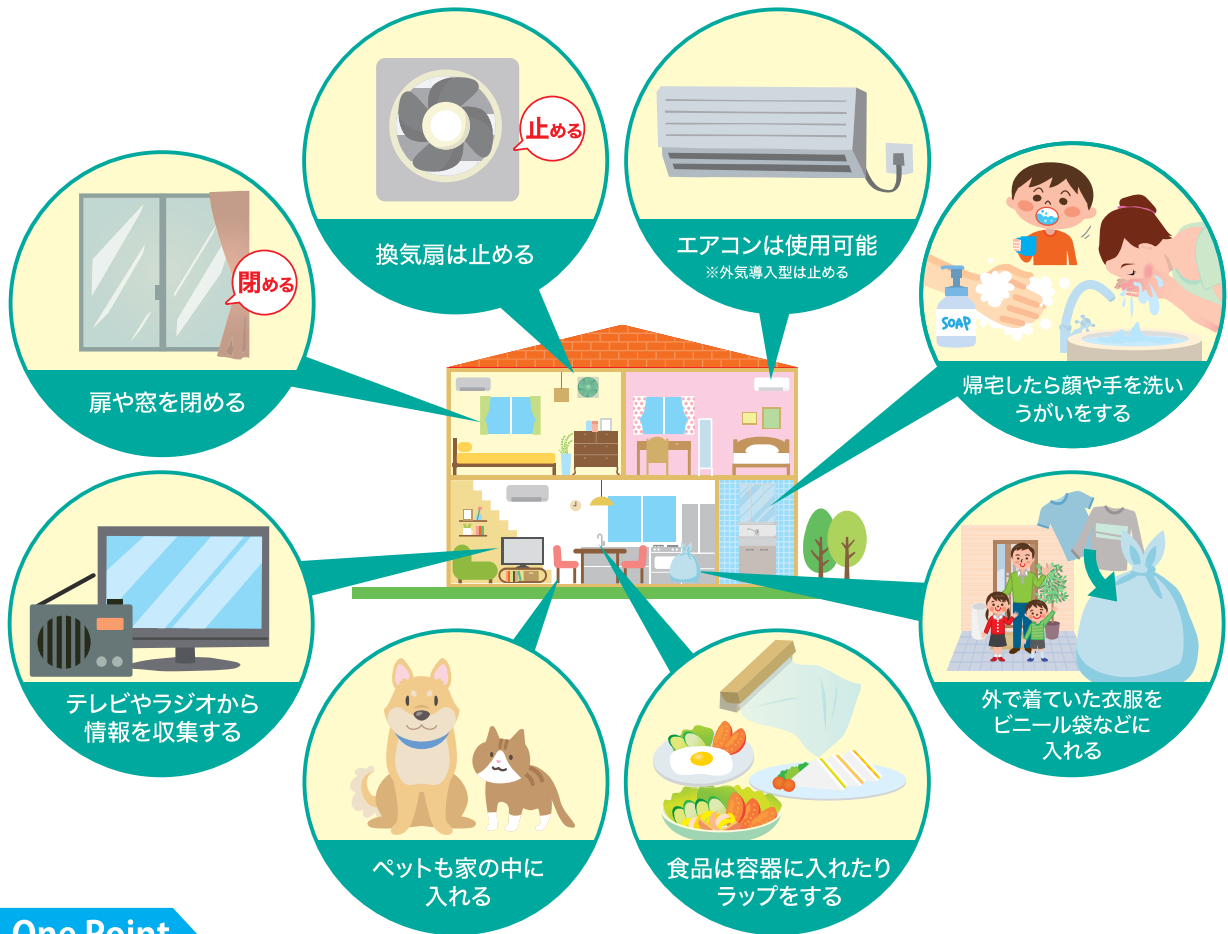 止める
換気扇は止める
エアコンは使用可能
※外気導入型は止める
閉める
扉や窓を閉める
SOAP
帰宅したら顔や手を洗い
うがいをする
テレビやラジオから
情報を収集する
外で着ていた衣服を
ビニール袋などに
入れる
ペットも家の中に
入れる
食品は容器に入れたり
ラップをする
One Point